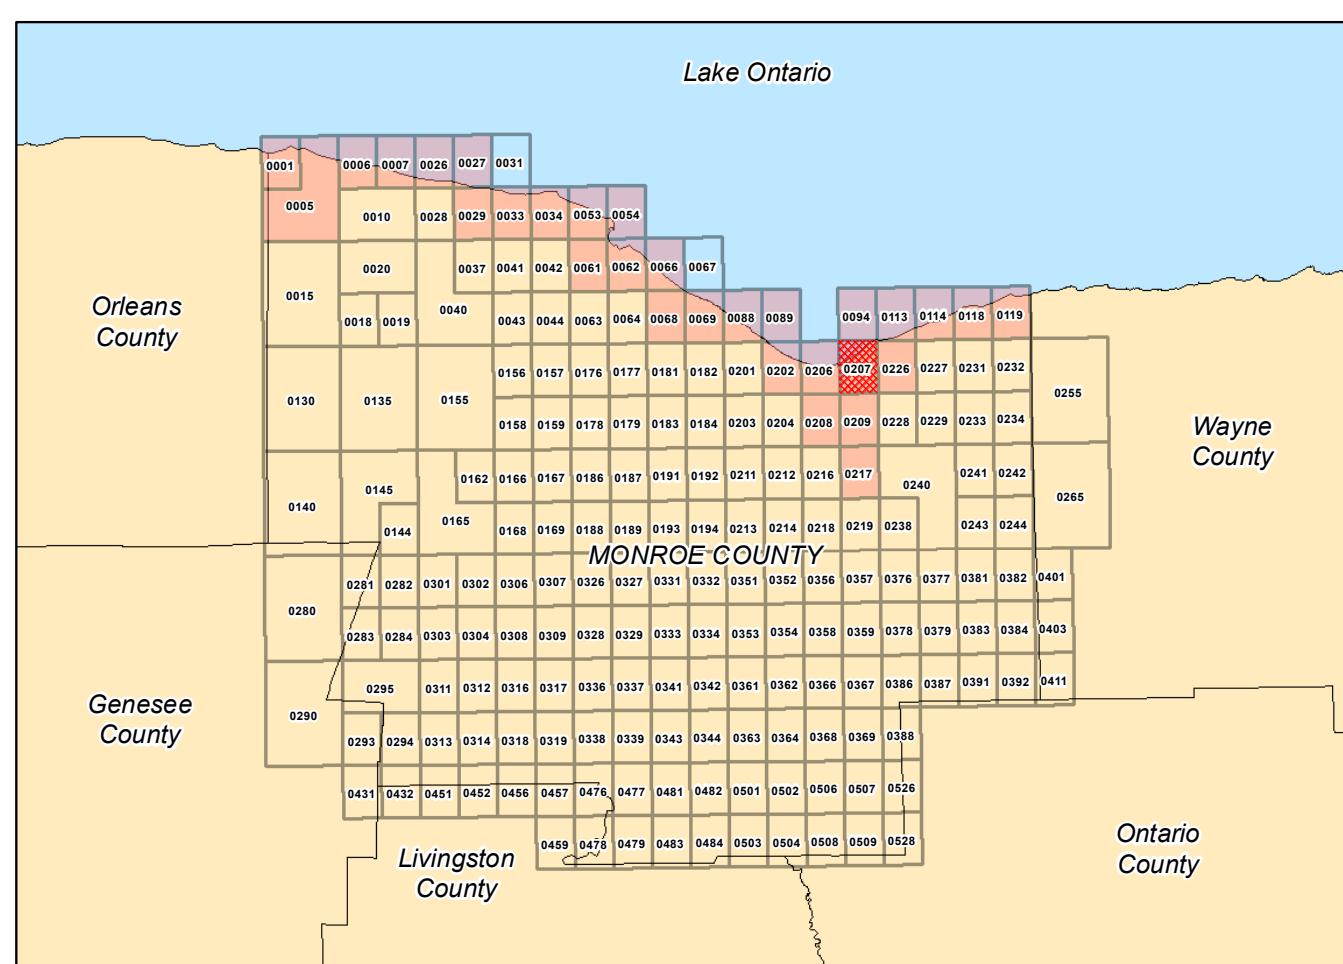 Lake Ontario
0001 0006 0007 0026 0027 0031
0005 0010 0028 0029 0033 0034 0053 0054
0015 0020 0037 0041 0042 0061 0062 0066 0067
0018 0019 0040 0043 0044 0063 0064 0068 0069 0088 0089 0094 0113 0114 0118 0119
Orleans
County
0156 0157 0176 0177 0181 0182 0201 0202 0206 0207 0226 0227 0231 0232
0130 0135 0155 0255
0158 0159 0178 0179 0183 0184 0203 0204 0208 0209 0228 0229 0233 0234
Wayne
County
0145 0162 0166 0167 0186 0187 0191 0192 0211 0212 0216 0217 0240 0241 0242
0140 0265
0144 0165 0168 0169 0188 0189 0193 0194 0213 0214 0218 0219 0238 0243 0244
MONROE COUNTY
0281 0282 0301 0302 0306 0307 0326 0327 0331 0332 0351 0352 0356 0357 0376 0377 0381 0382 0401
0280
0283 0284 0303 0304 0308 0309 0328 0329 0333 0334 0353 0354 0358 0359 0378 0379 0383 0384 0403
0295 0311 0312 0316 0317 0336 0337 0341 0342 0361 0362 0366 0367 0386 0387 0391 0392 0411
Genesee
County
0290
0293 0294 0313 0314 0318 0319 0338 0339 0343 0344 0363 0364 0368 0369 0388
0431 0432 0451 0452 0456 0457 0476 0477 0481 0482 0501 0502 0506 0507 0526
0459 0478 0479 0483 0484 0503 0504 0508 0509 0528
Livingston
County
Ontario
County